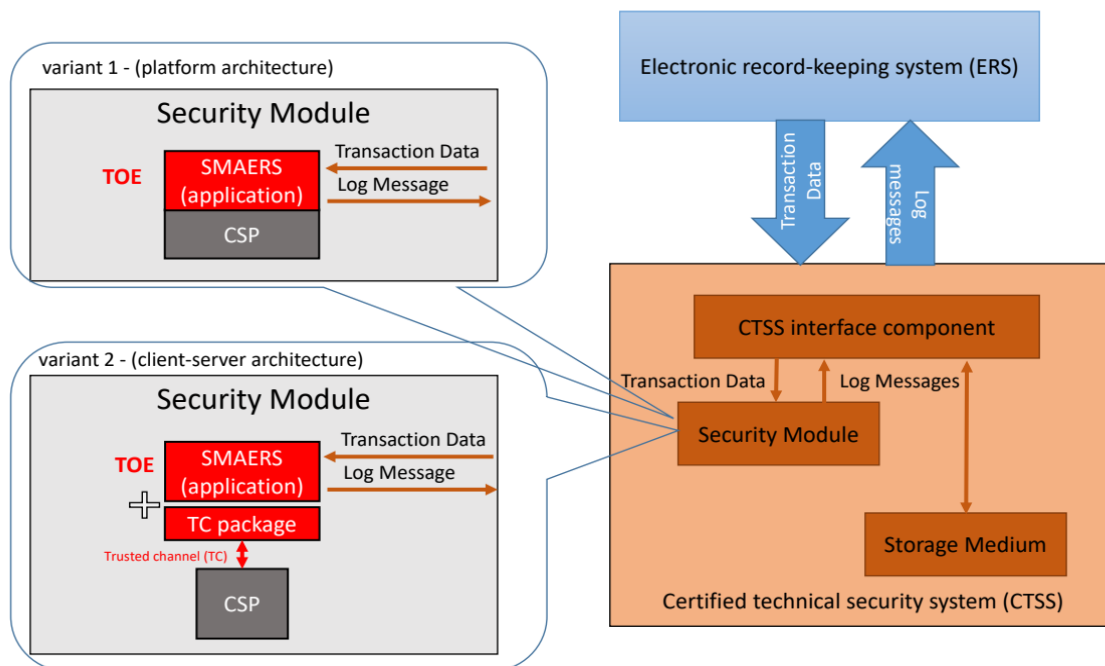 variant 1 - (platform architecture)
Security Module
TOE
SMAERS
(application)
CSP
Transaction Data
Log Message
variant 2 - (client-server architecture)
Security Module
TOE
SMAERS
(application)
TC package
Trusted channel (TC)
CSP
Transaction Data
Log Message
Electronic record-keeping system (ERS)
Transaction
Data
Log
messages
CTSS interface component
Transaction Data
Log Messages
Security Module
Storage Medium
Certified technical security system (CTSS)